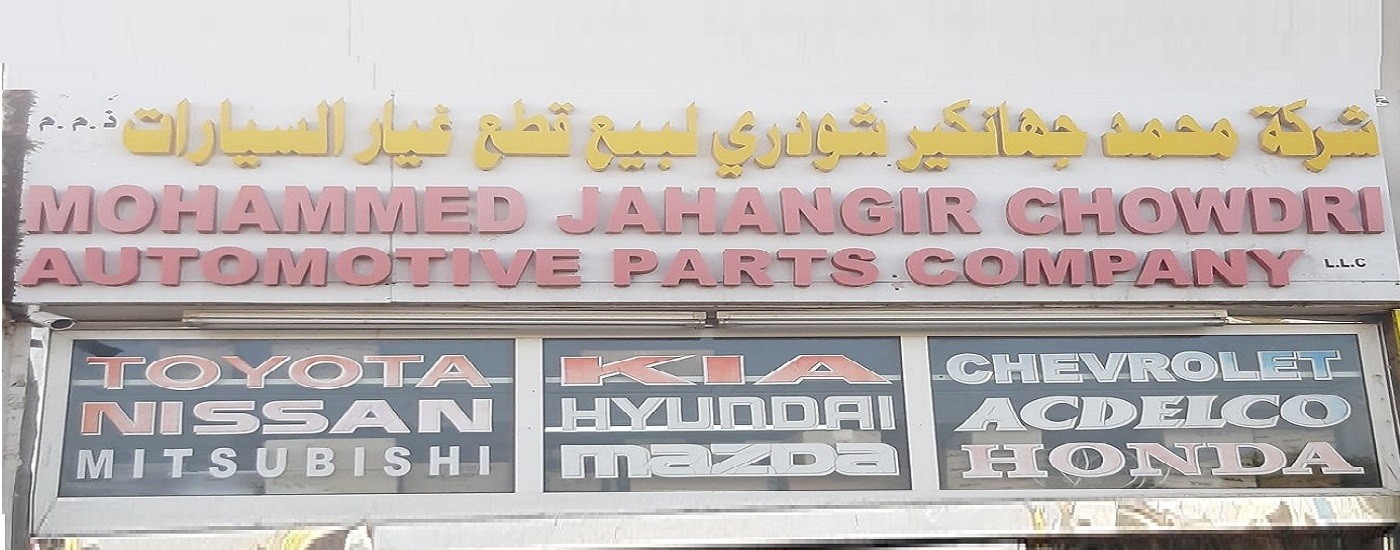 شركة محمد جهانكير شودري لبيع قطع غيار السيارات ذ.م.م
MOHAMMED JAHANGIR CHOWDRI
AUTOMOTIVE PARTS COMPANY L.L.C
TOYOTA
NISSAN
MITSUBISHI
KIA
HYUNDAI
mazda
CHEVROLET
ACDELCO
HONDA